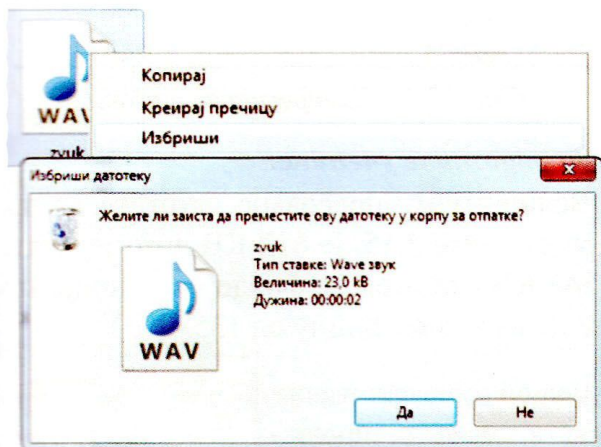 WAV
zvuk
Копирај
Креирај пречицу
Избриши
Избриши датотеку
x
Желите ли заиста да преместите ову датотеку у корпу за отпатке?
zvuk
Тип ставке: Wave звук
Величина: 23,0 kB
Дужина: 00:00:02
WAV
Да
Не